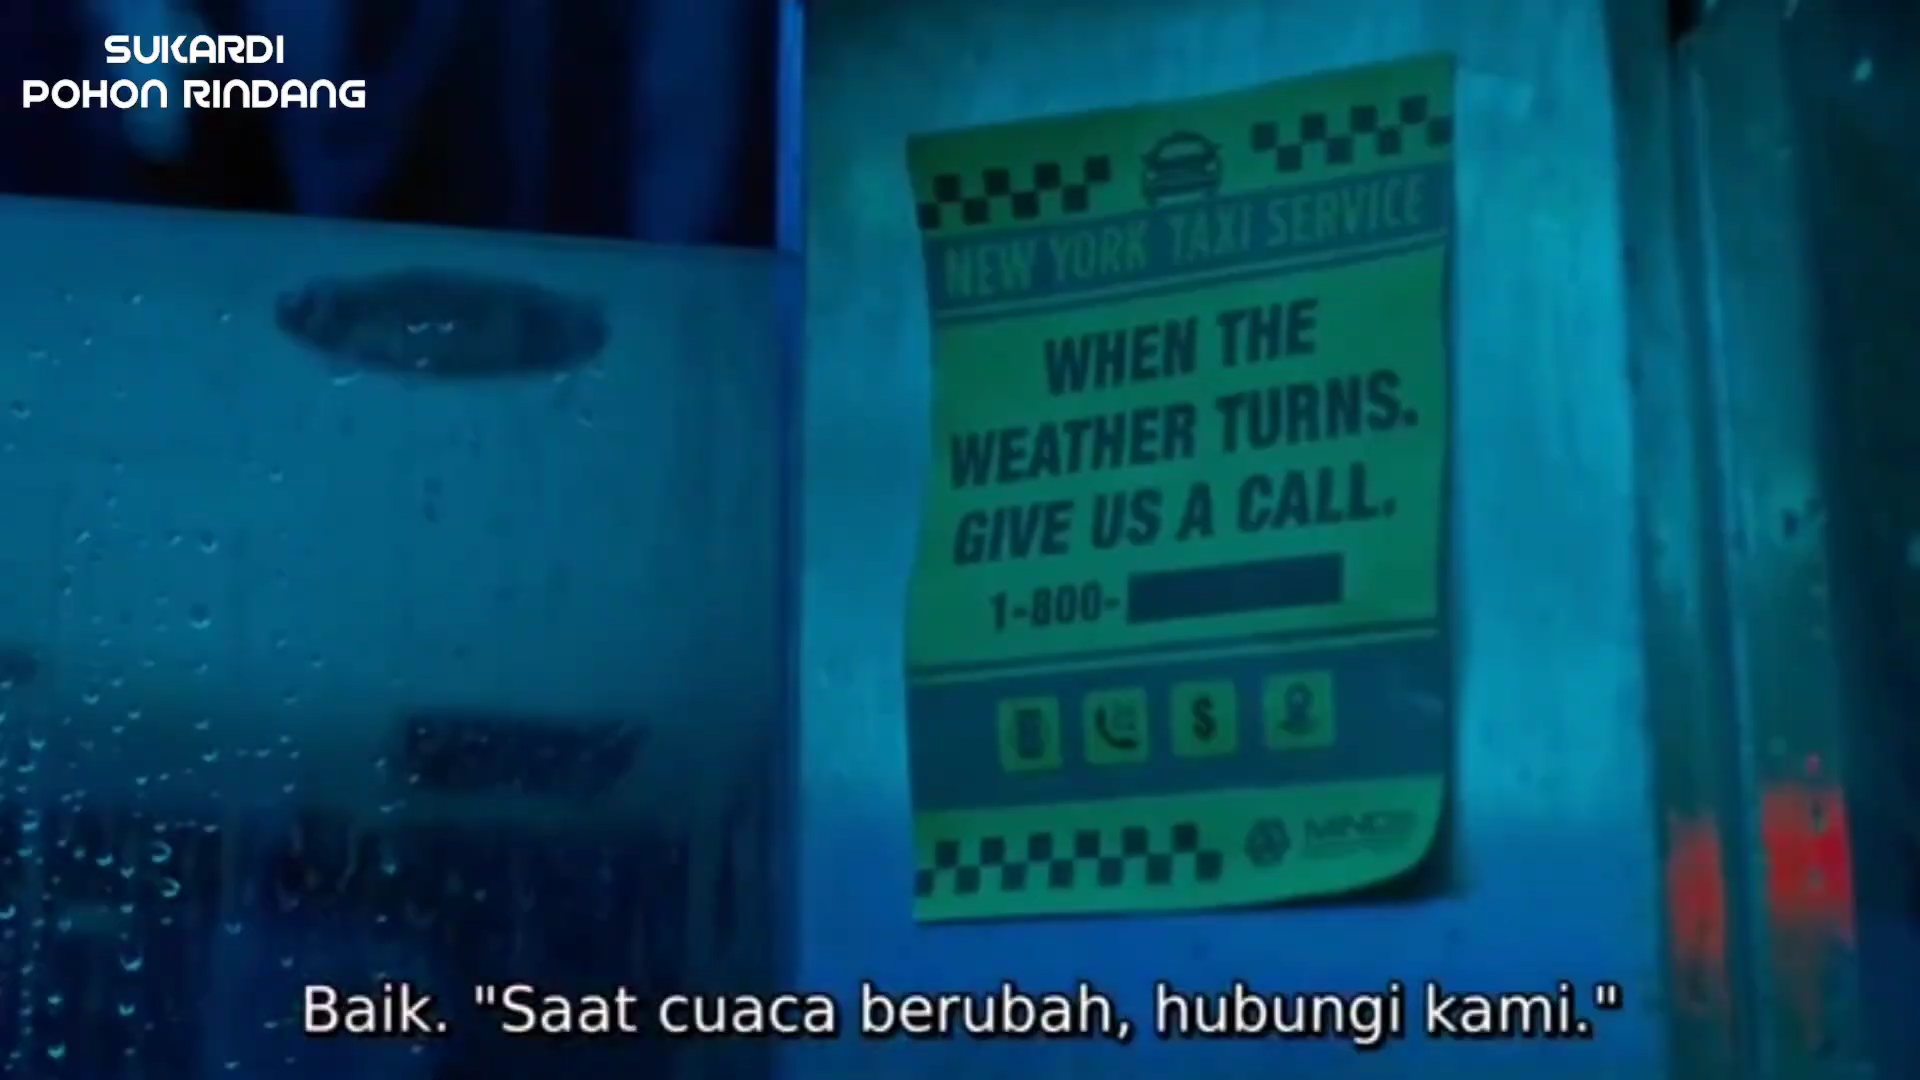 SUKARDI
POHON RINDANG
NEW YORK TAXI SERVICE
WHEN THE
WEATHER TURNS.
GIVE US A CALL.
1-800-
$
Baik. "Saat cuaca berubah, hubungi kami."